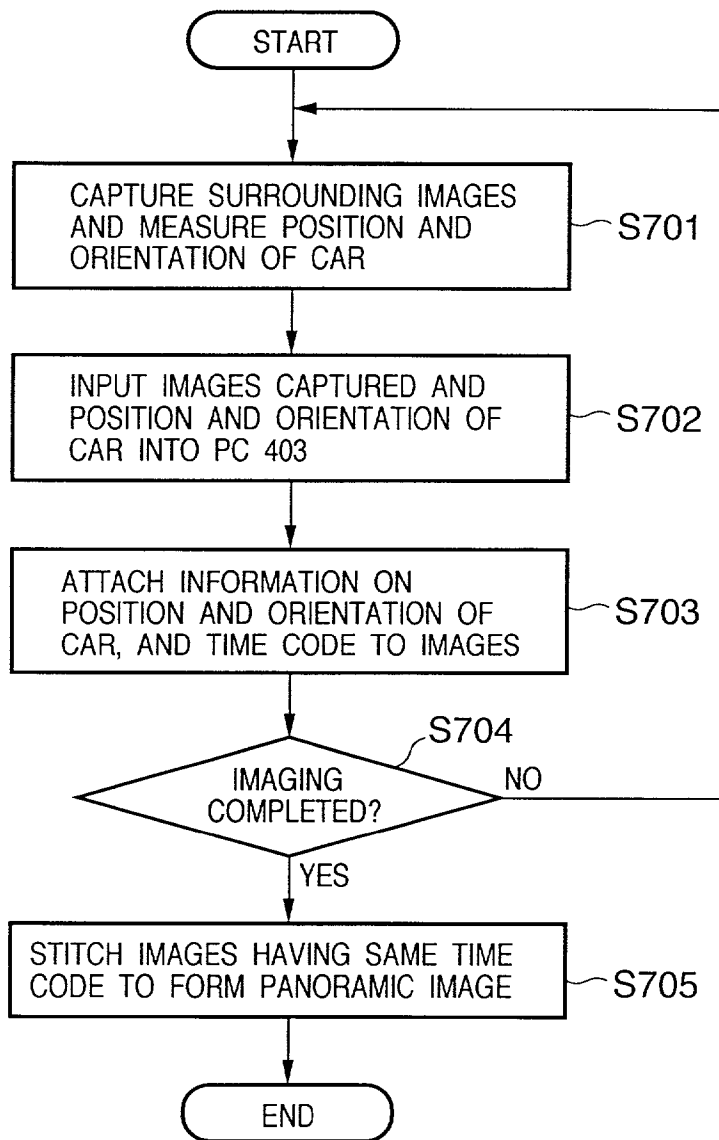 START
CAPTURE SURROUNDING IMAGES
AND MEASURE POSITION AND
ORIENTATION OF CAR
S701
INPUT IMAGES CAPTURED AND
POSITION AND ORIENTATION OF
CAR INTO PC 403
S702
ATTACH INFORMATION ON
POSITION AND ORIENTATION OF
CAR, AND TIME CODE TO IMAGES
S703
S704
IMAGING
COMPLETED?
NO
YES
STITCH IMAGES HAVING SAME TIME
CODE TO FORM PANORAMIC IMAGE
S705
END